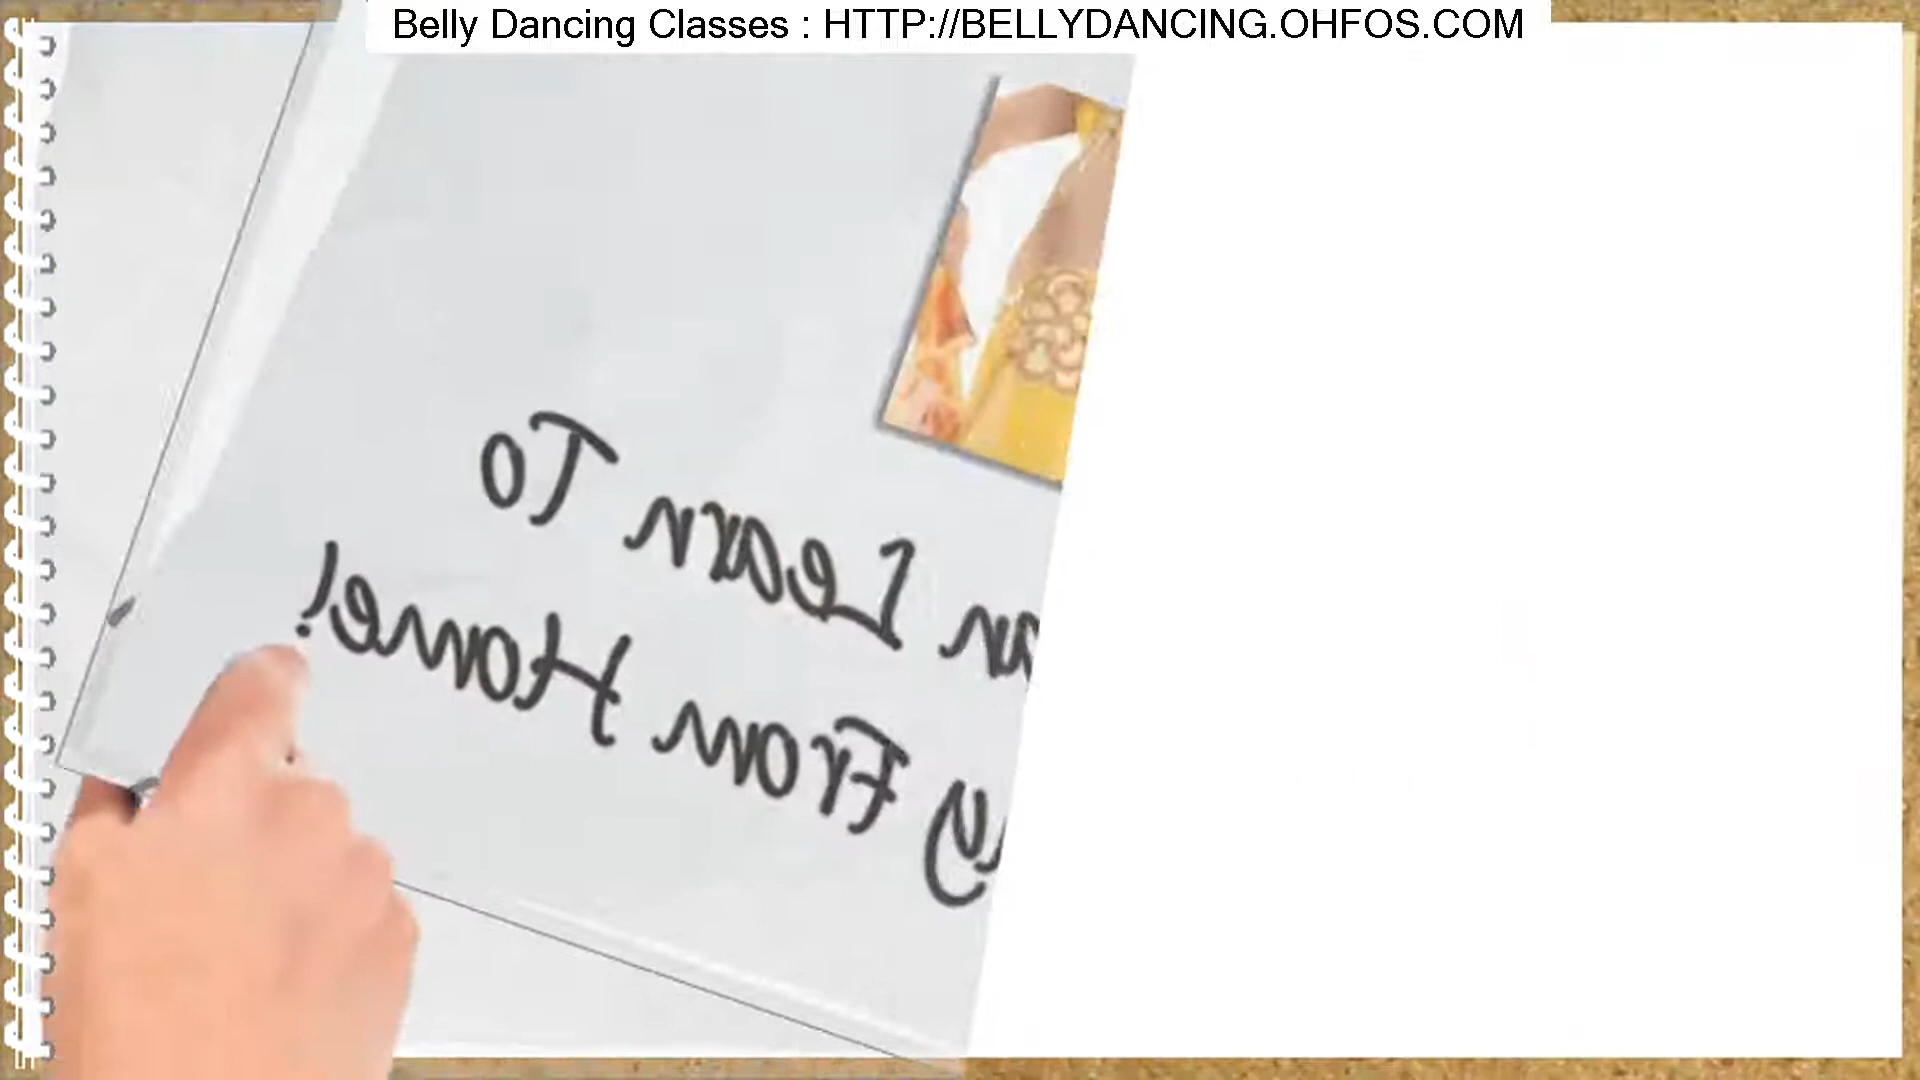 Belly Dancing Classes : HTTP://BELLYDANCING.OHFOS.COM
Learn To
From Home!